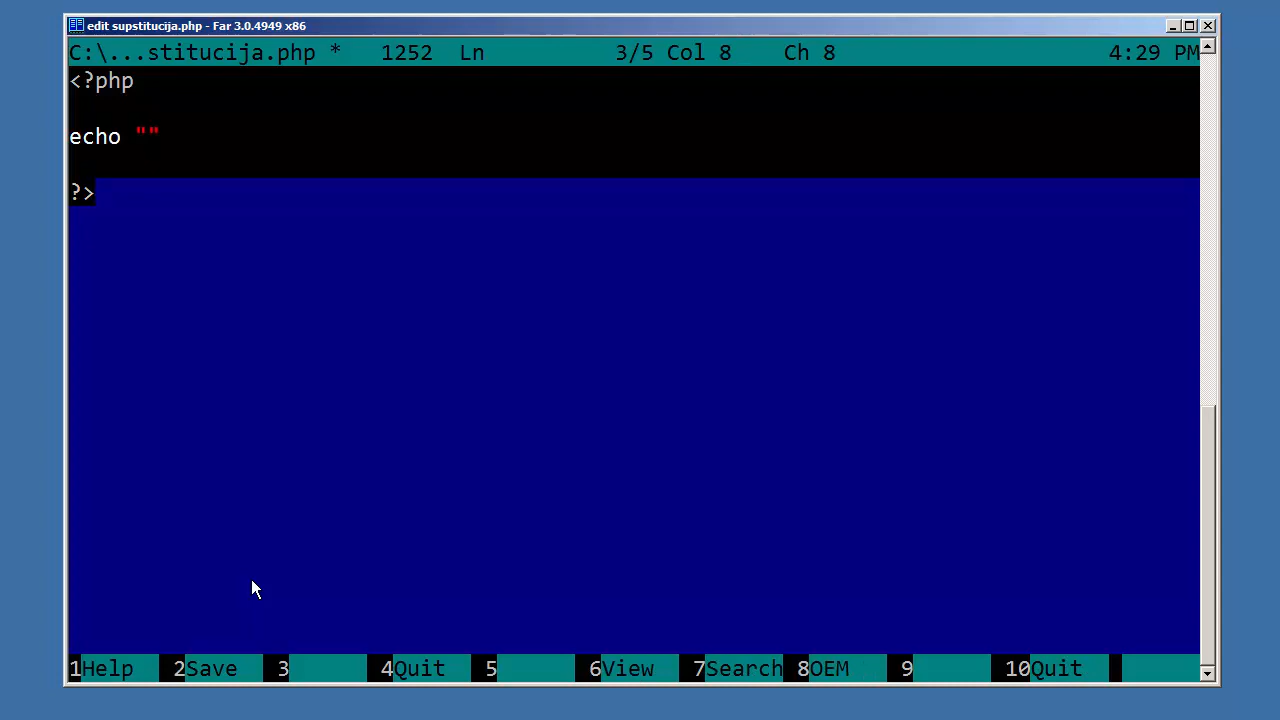 edit supstitucija.php - Far 3.0.4949 x86
C:\...stitucija.php * 1252 Ln 3/5 Col 8 Ch 8 4:29 PM
<?php
echo ""
?>
1Help 2Save 3 4Quit 5 6View 7Search 8OEM 9 10Quit